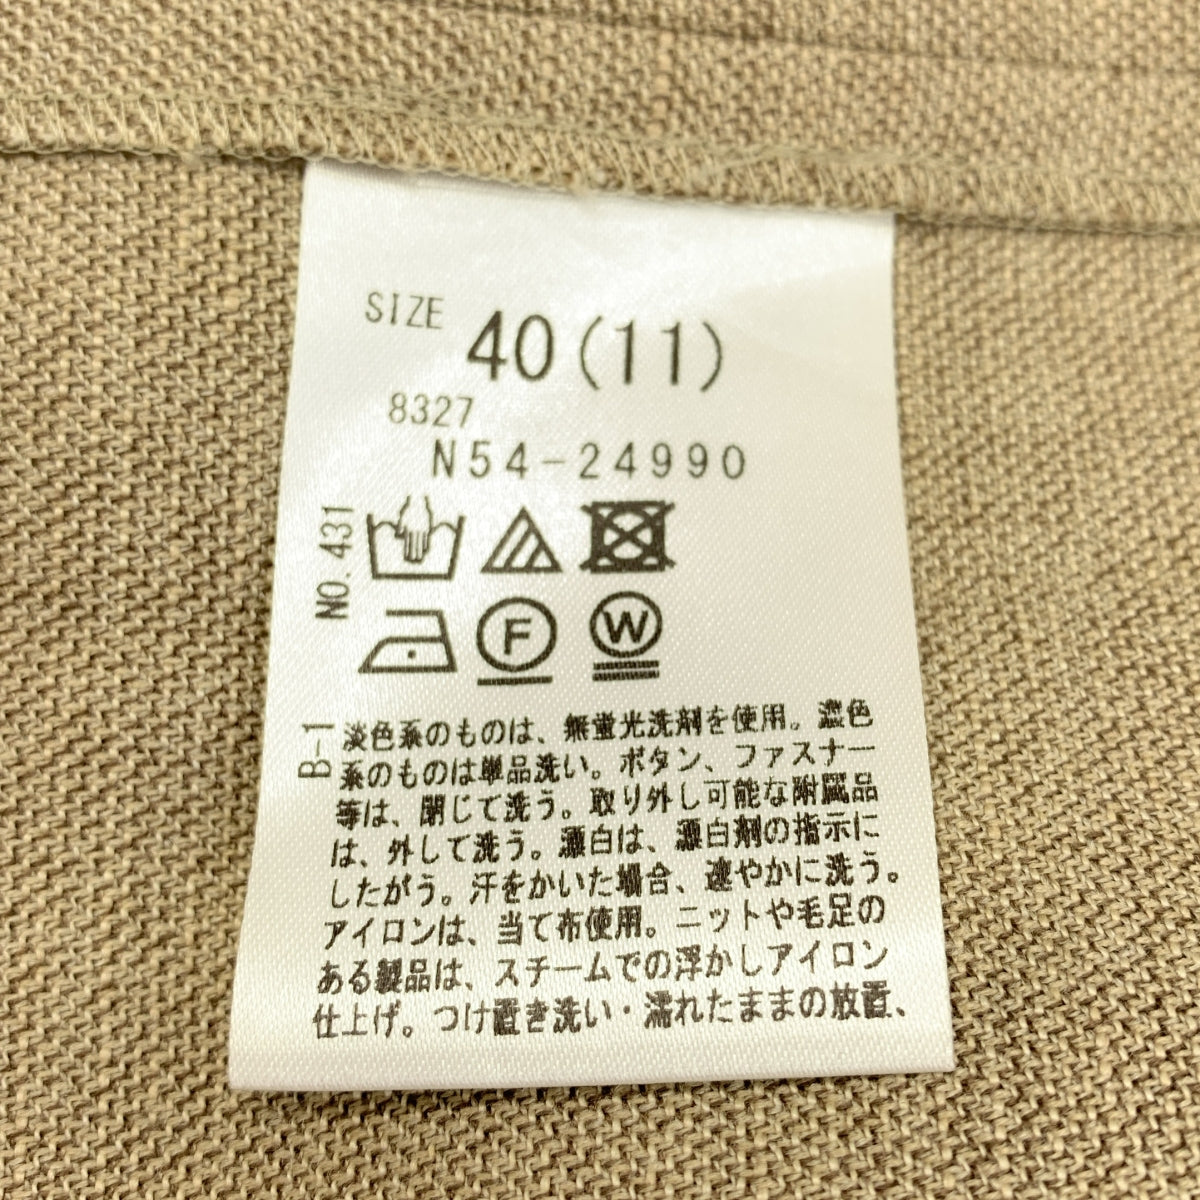 SIZE 40(11)
8327
N54-24990
NO. 431
F W
B-1
淡色系のものは、無蛍光洗剤を使用。濃色
系のものは単品洗い。ボタン、ファスナー
等は、閉じて洗う。取り外し可能な附属品
は、外して洗う。漂白は、漂白剤の指示に
したがう。汗をかいた場合、速やかに洗う。
アイロンは、当て布使用。ニットや毛足の
ある製品は、スチームでの浮かしアイロン
仕上げ。つけ置き洗い・濡れたままの放置、